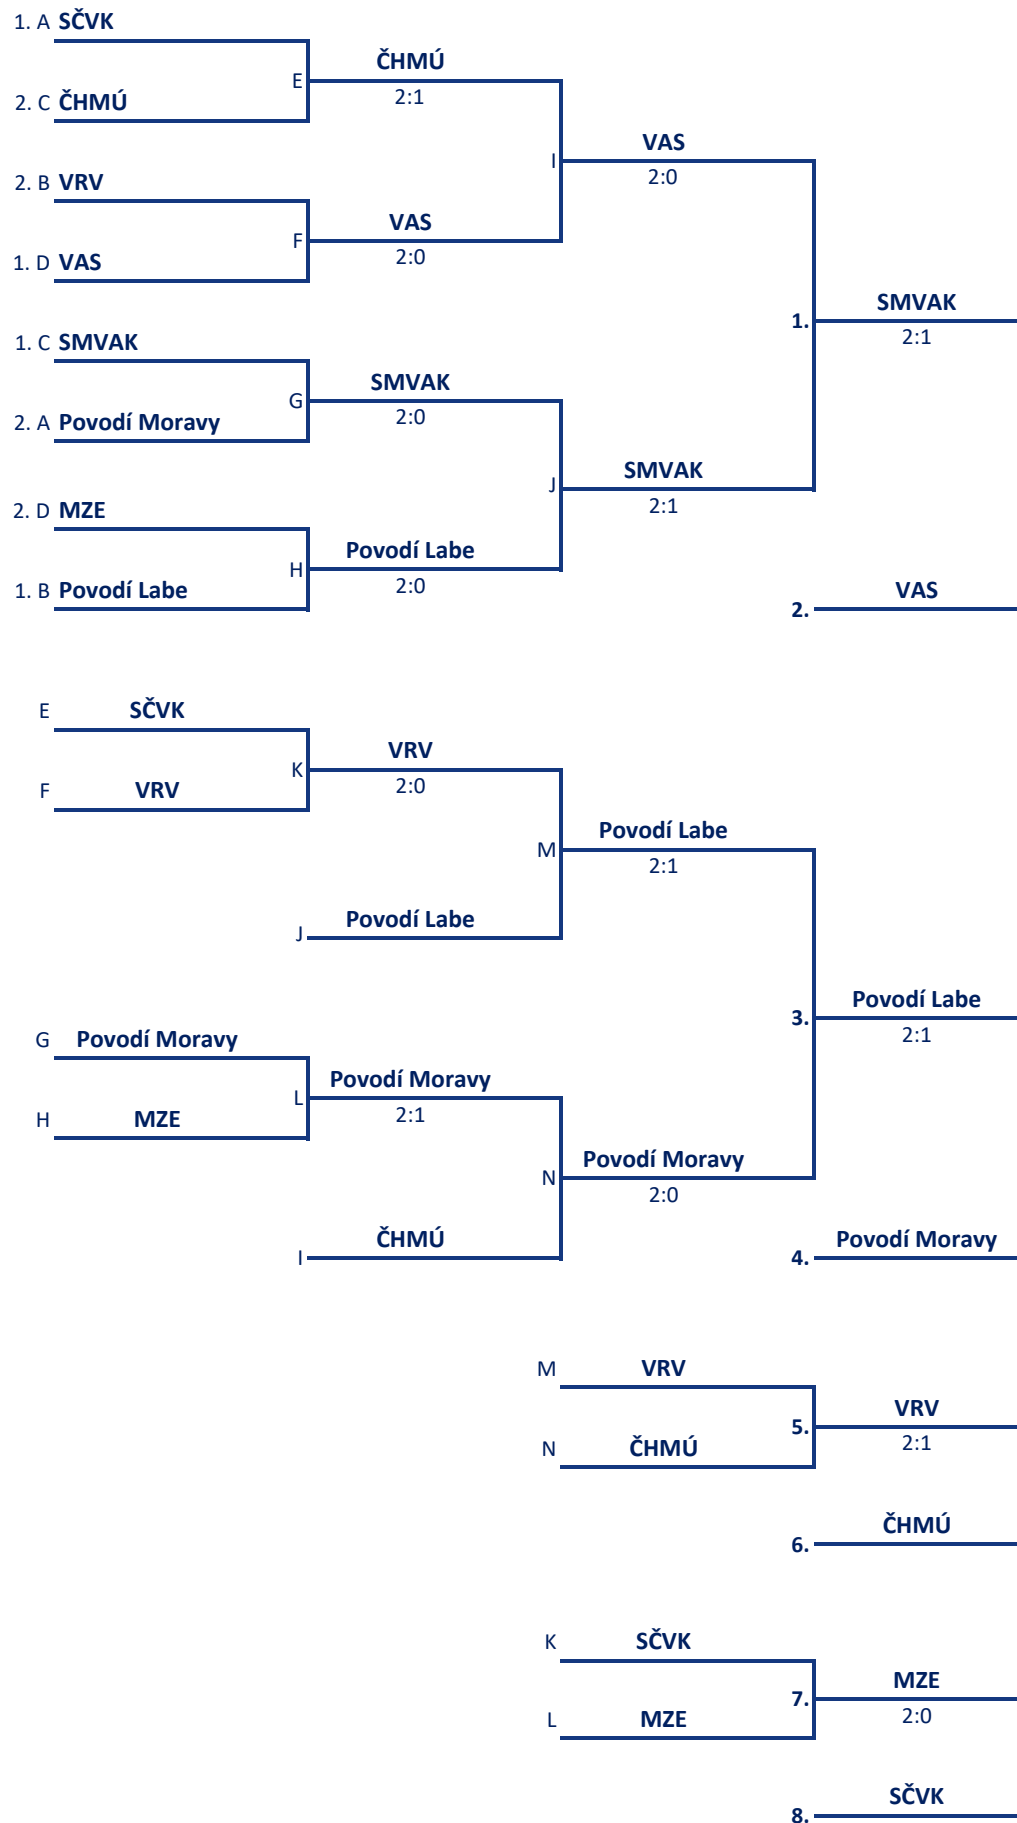 1. A SČVK
ČHMÚ
E
2:1
2. C ČHMÚ
VAS
I
2:0
2. B VRV
VAS
F
2:0
1. D VAS
SMVAK
1.
2:1
1. C SMVAK
SMVAK
G
2:0
2. A Povodí Moravy
SMVAK
J
2:1
2. D MZE
Povodí Labe
H
2:0
1. B Povodí Labe
VAS
2.
E SČVK
VRV
K
2:0
F VRV
Povodí Labe
M
2:1
Povodí Labe
J
Povodí Labe
3.
2:1
G Povodí Moravy
Povodí Moravy
L
2:1
H MZE
Povodí Moravy
N
2:0
ČHMÚ
I
Povodí Moravy
4.
M VRV
VRV
5.
2:1
N ČHMÚ
ČHMÚ
6.
K SČVK
MZE
7.
2:0
L MZE
SČVK
8.